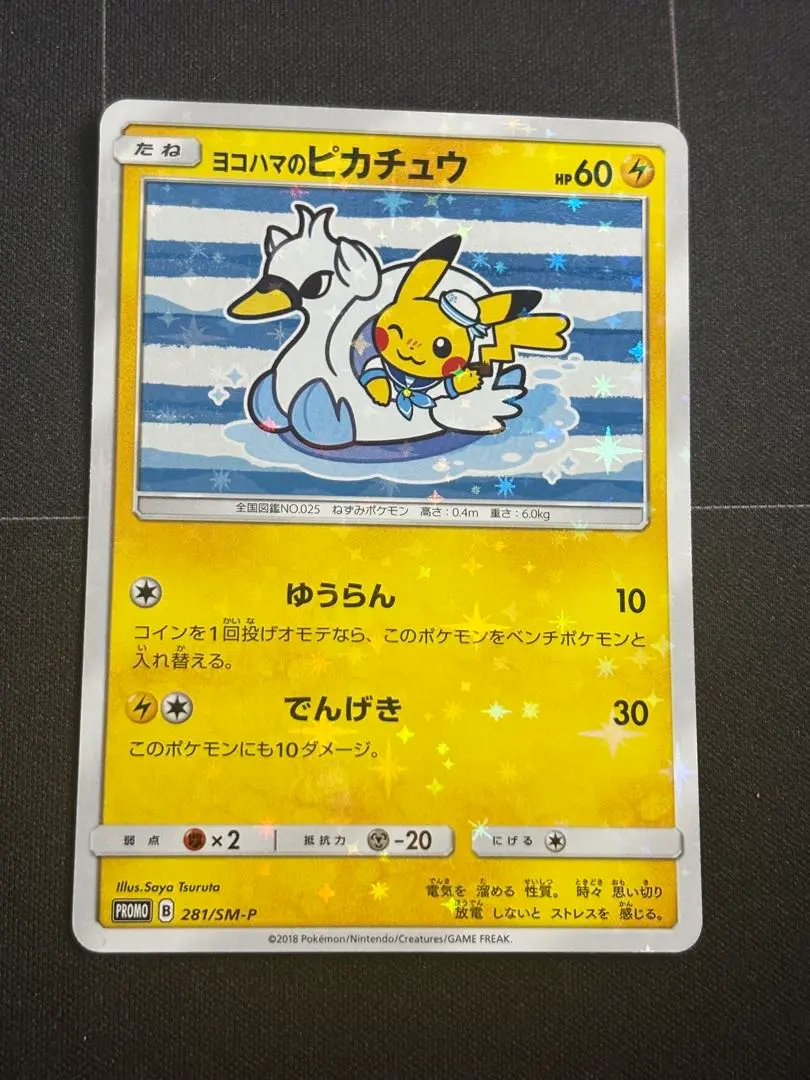 たね
ヨコハマのピカチュウ
HP60
全国図鑑NO.025 ねずみポケモン 高さ:0.4m 重さ:6.0kg
ゆうらん 10
コインを1回投げオモテなら、このポケモンをベンチポケモンと
入れ替える。
でんげき 30
このポケモンにも10ダメージ。
弱点 ×2 抵抗力 -20 にげる
Illus.Saya Tsuruta
電気を 溜める 性質。 時々 思い切り
放電 しないと ストレスを 感じる。
PROMO B 281/SM-P
©2018 Pokémon/Nintendo/Creatures/GAME FREAK.